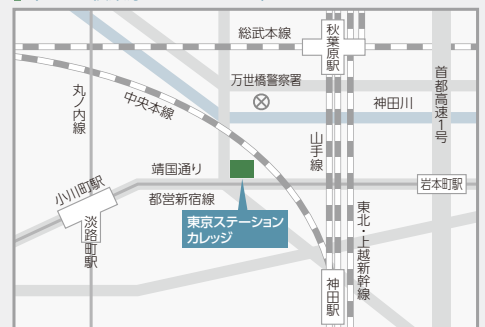 総武本線
秋葉原駅
万世橋警察署
首都高速1号
丸ノ内線
中央本線
神田川
山手線
靖国通り
小川町駅
都営新宿線
岩本町駅
淡路町駅
東京ステーション
カレッジ
東北・上越新幹線
神田駅